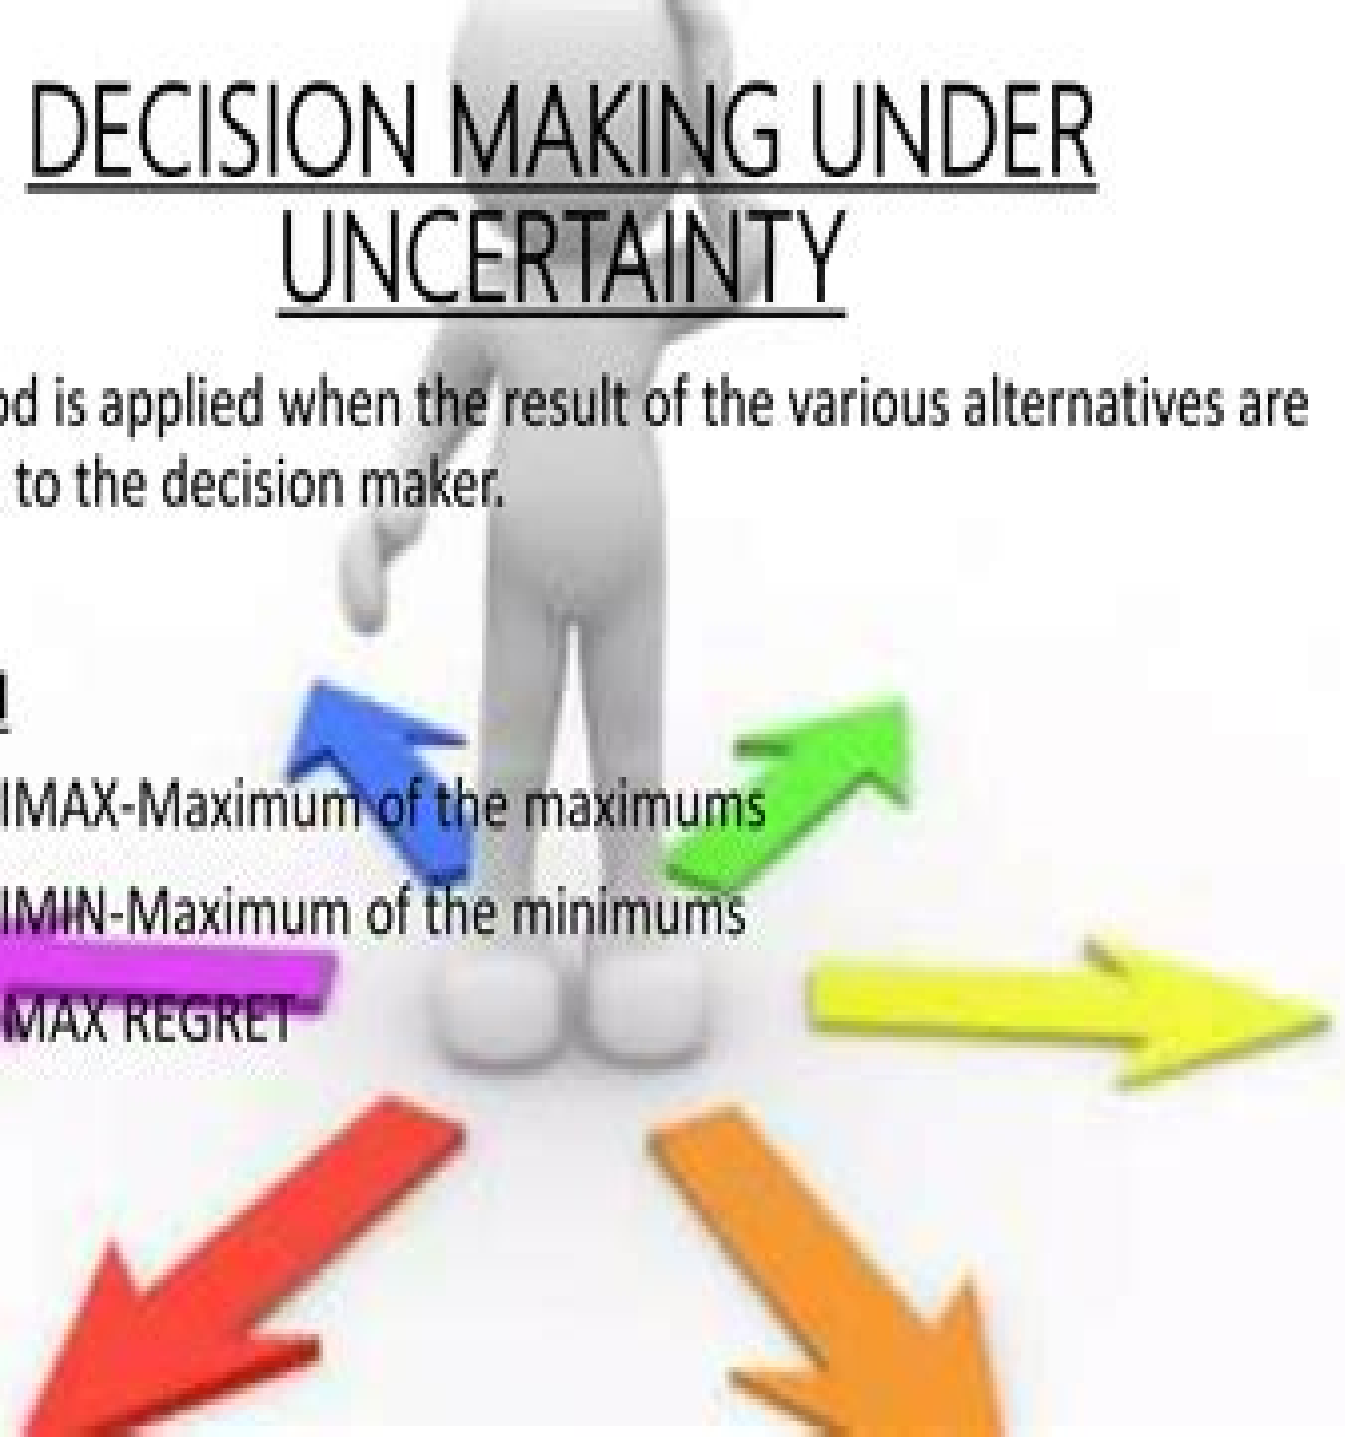 DECISION MAKING UNDER
UNCERTAINTY
is applied when the result of the various alternatives are
to the decision maker.
IMAX-Maximum of the maximums
IMIN-Maximum of the minimums
MAX REGRET